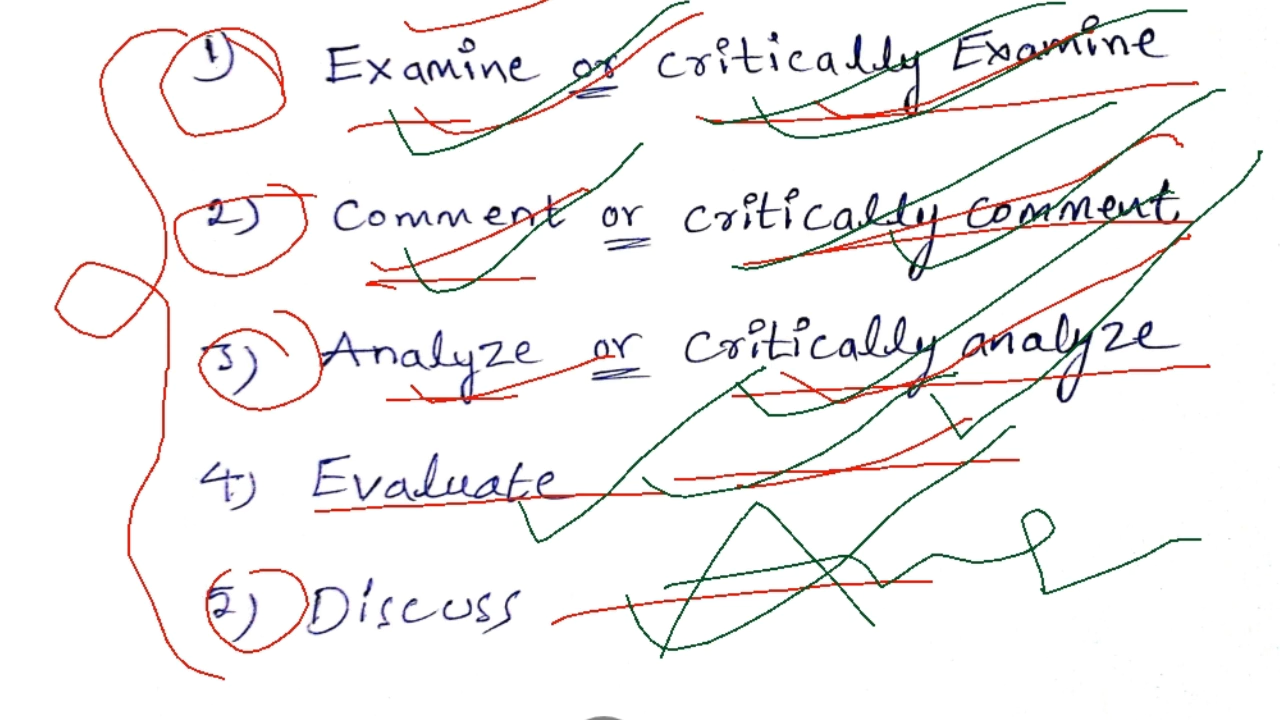 1) Examine or critically Examine
2) Comment or critically comment.
3) Analyze or critically analyze
4) Evaluate
5) Discuss